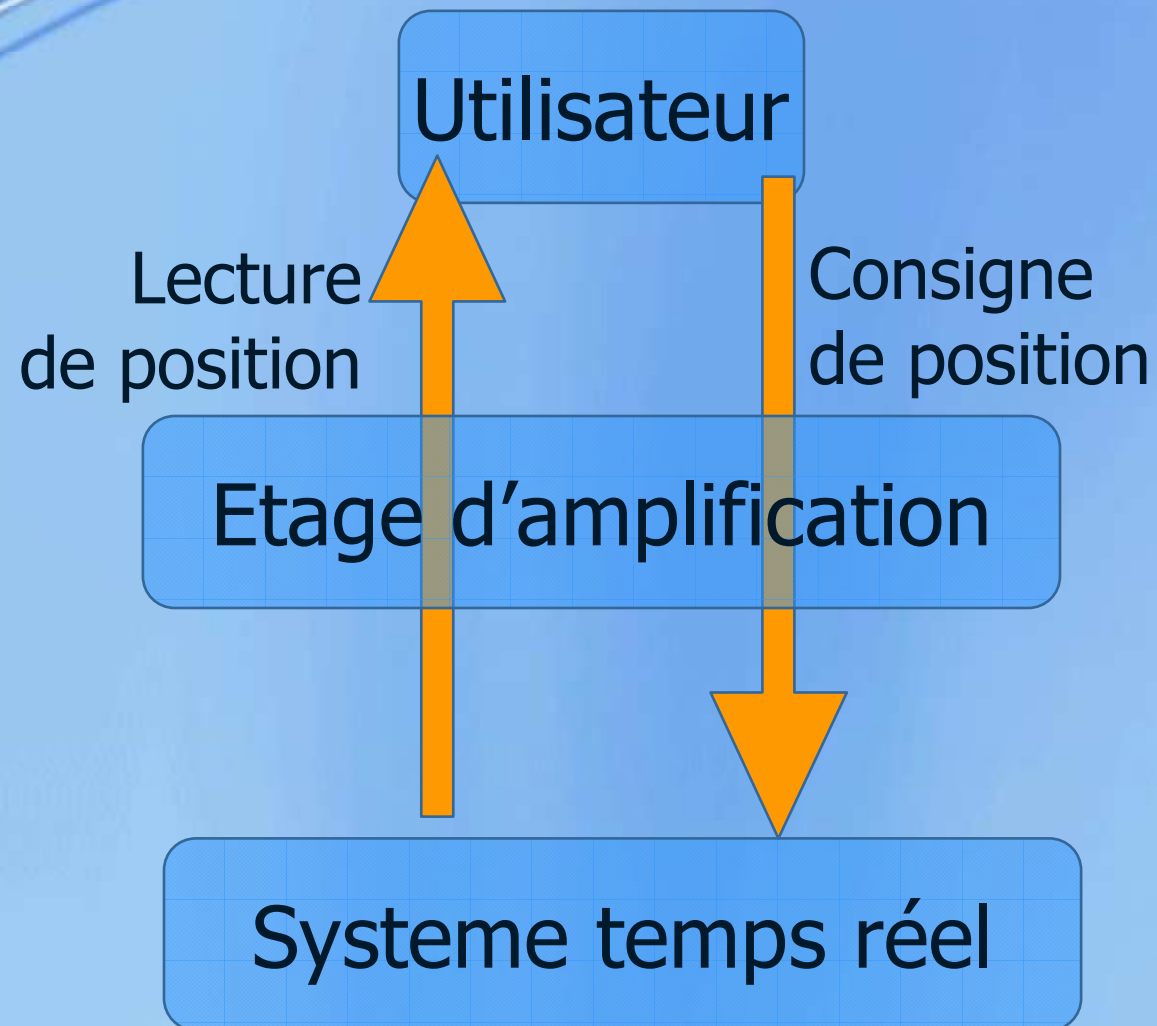 Utilisateur
Lecture
de position
Consigne
de position
Etage d’amplification
Systeme temps réel